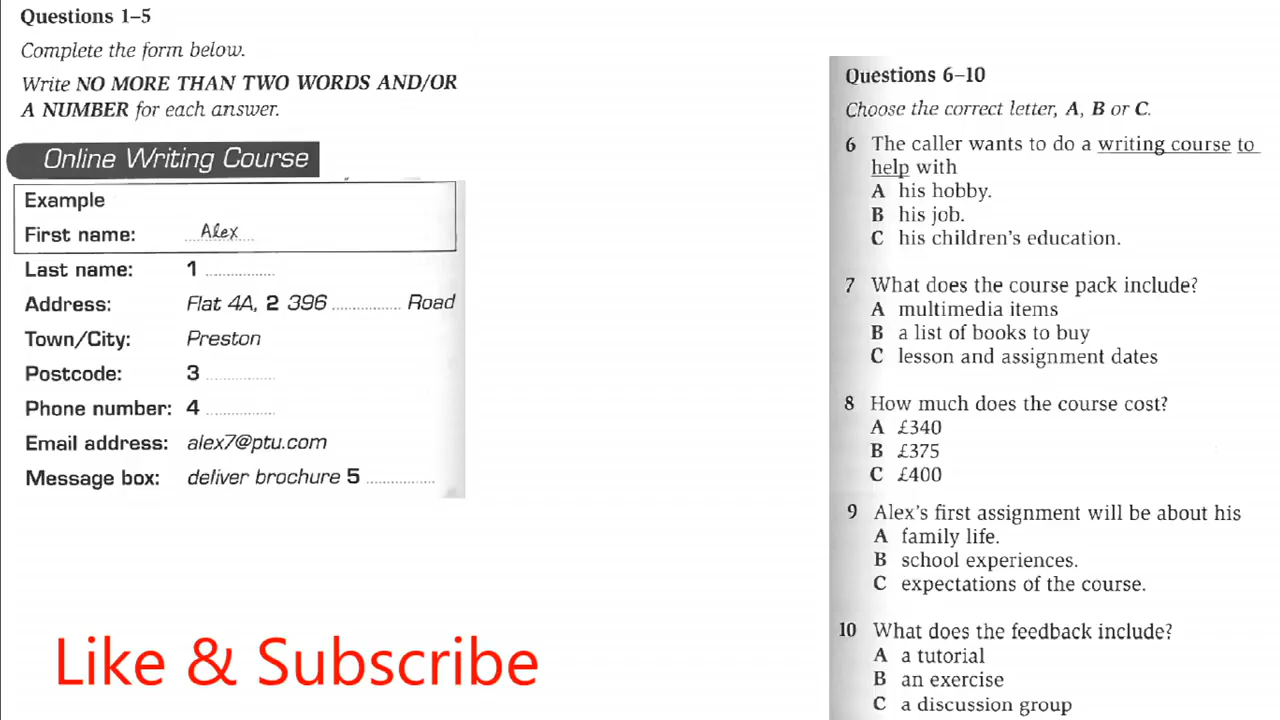 Questions 1–5
Complete the form below.
Write NO MORE THAN TWO WORDS AND/OR
A NUMBER for each answer.
Online Writing Course
Example
First name: Alex
Last name: 1 ................
Address: Flat 4A, 2 396 ................ Road
Town/City: Preston
Postcode: 3 ................
Phone number: 4 ................
Email address: alex7@ptu.com
Message box: deliver brochure 5 ................
Like & Subscribe
Questions 6–10
Choose the correct letter, A, B or C.
6 The caller wants to do a writing course to
help with
A his hobby.
B his job.
C his children's education.
7 What does the course pack include?
A multimedia items
B a list of books to buy
C lesson and assignment dates
8 How much does the course cost?
A £340
B £375
C £400
9 Alex's first assignment will be about his
A family life.
B school experiences.
C expectations of the course.
10 What does the feedback include?
A a tutorial
B an exercise
C a discussion group